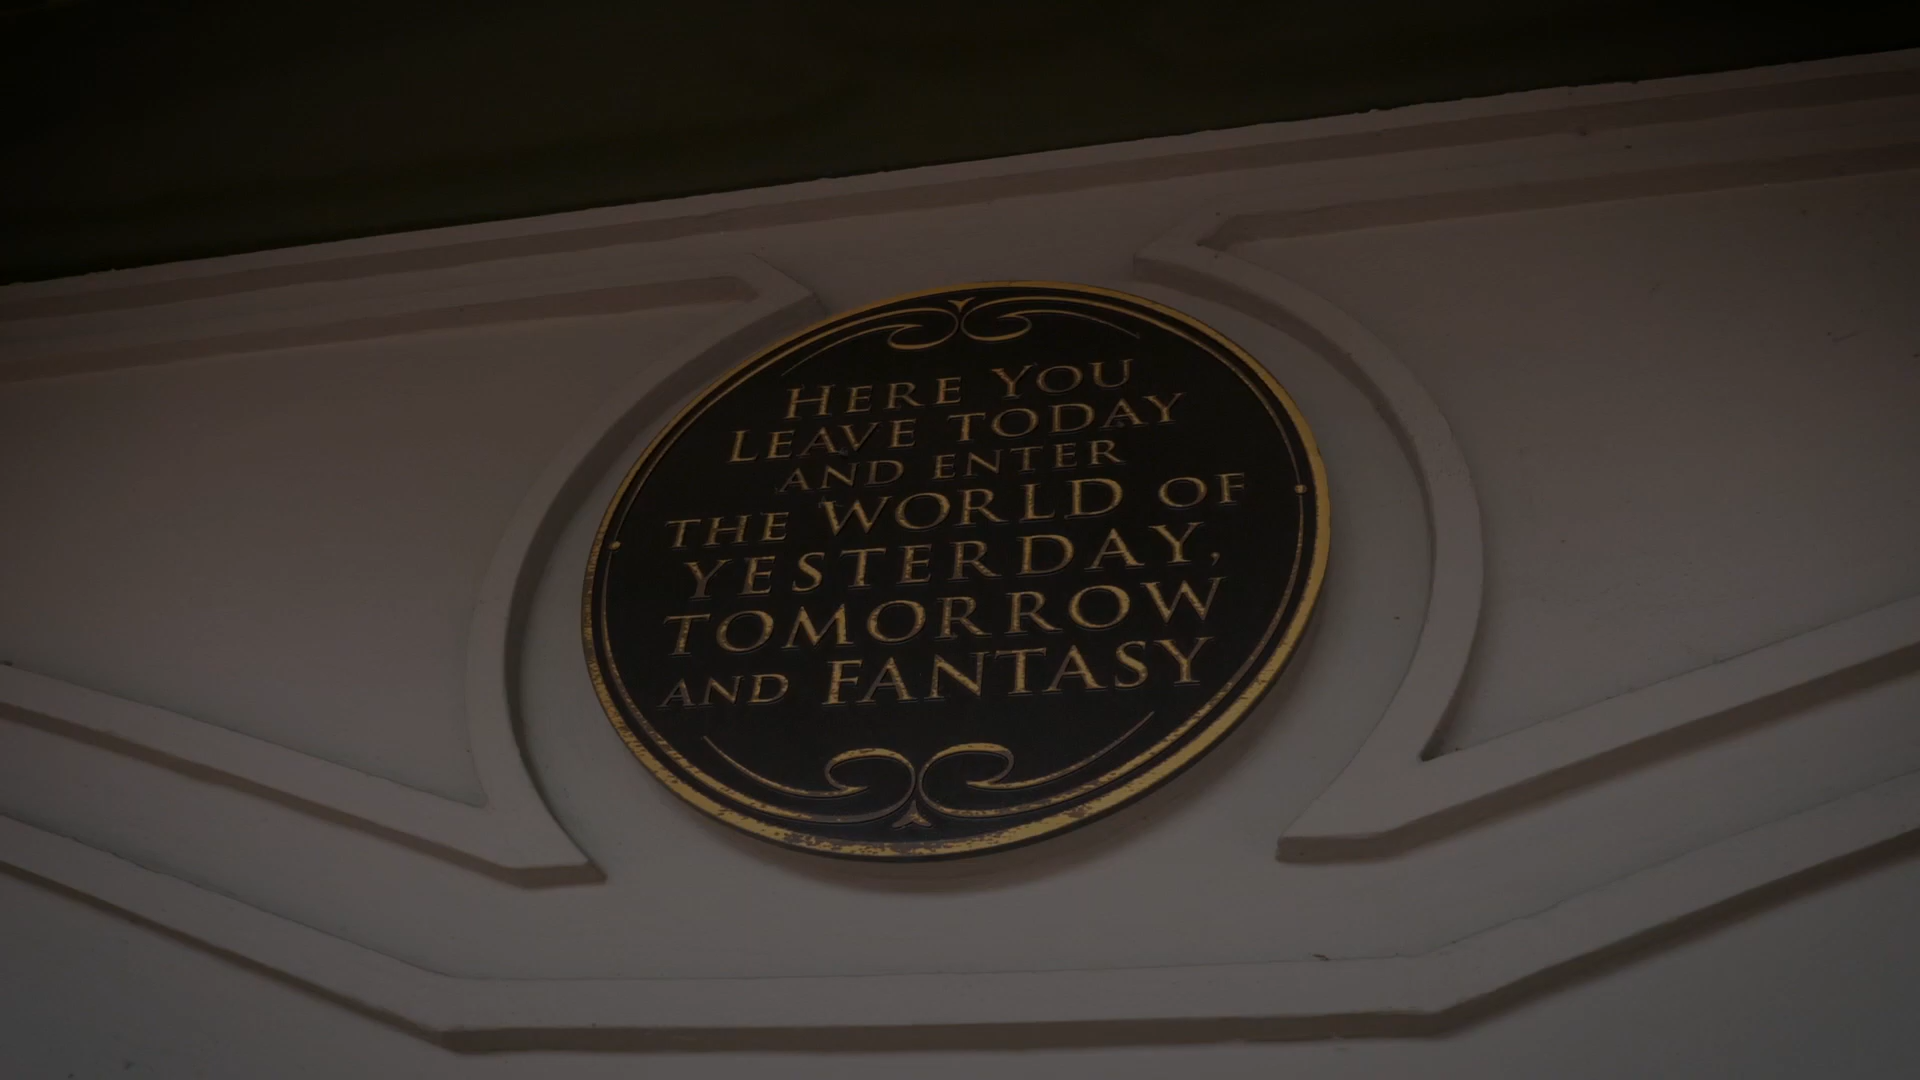 HERE YOU
LEAVE TODAY
AND ENTER
THE WORLD OF
YESTERDAY,
TOMORROW
AND FANTASY